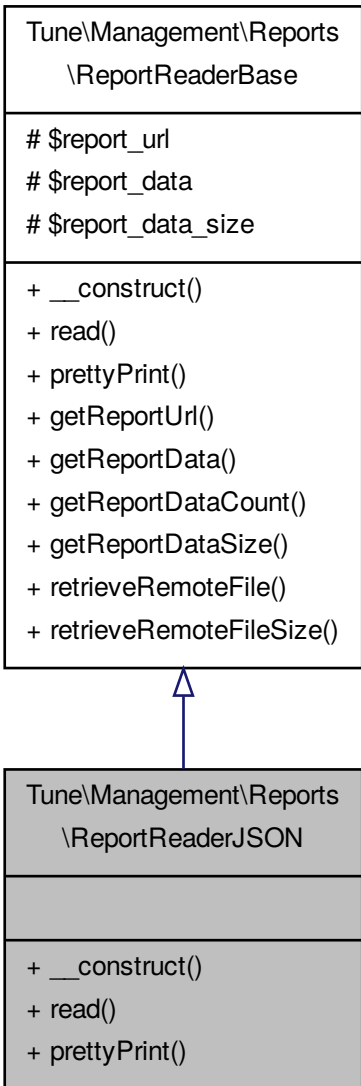 Tune\Management\Reports
\ReportReaderBase
# $report_url
# $report_data
# $report_data_size
+ __construct()
+ read()
+ prettyPrint()
+ getReportUrl()
+ getReportData()
+ getReportDataCount()
+ getReportDataSize()
+ retrieveRemoteFile()
+ retrieveRemoteFileSize()
Tune\Management\Reports
\ReportReaderJSON
+ __construct()
+ read()
+ prettyPrint()